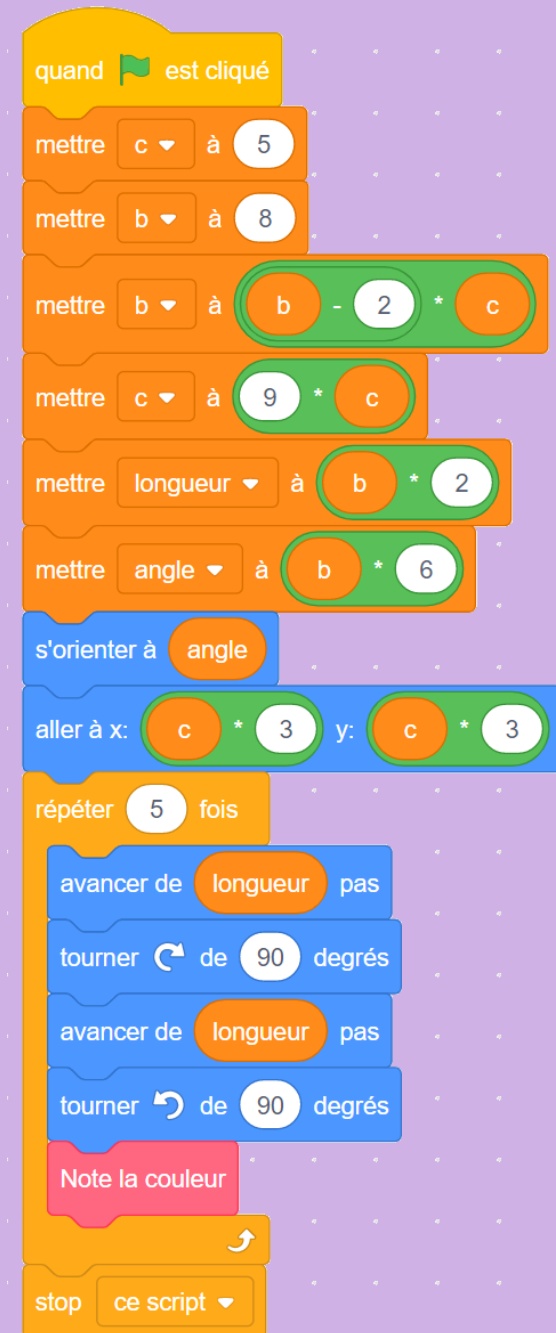 quand est cliqué
mettre c à 5
mettre b à 8
mettre b à b - 2 * c
mettre c à 9 * c
mettre longueur à b * 2
mettre angle à b * 6
s'orienter à angle
aller à x: c * 3 y: c * 3
répéter 5 fois
avancer de longueur pas
tourner de 90 degrés
avancer de longueur pas
tourner de 90 degrés
Note la couleur
stop ce script